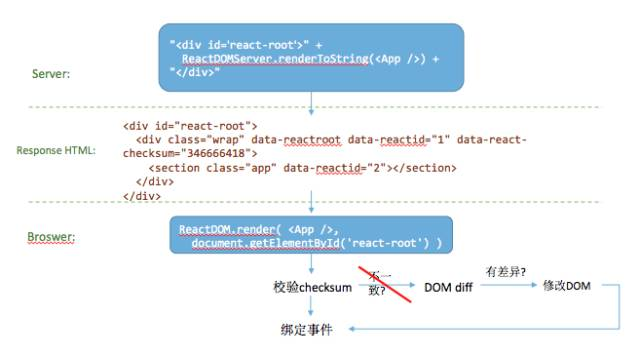 "<div id='react-root'>" +
Server:
ReactDOMServer.renderToString(<App />) +
"</div>"
<div id="react-root">
<div class="wrap" data-reactroot data-reactid="1" data-react-
Response HTML:
checksum="346666418">
<section class="app" data-reactid="2"></section>
</div>
</div>
Broswer:
ReactDOM.render( <App />,
document.getElementById('react-root') )
校验checksum
不一
致?
DOM diff
有差异?
修改DOM
绑定事件